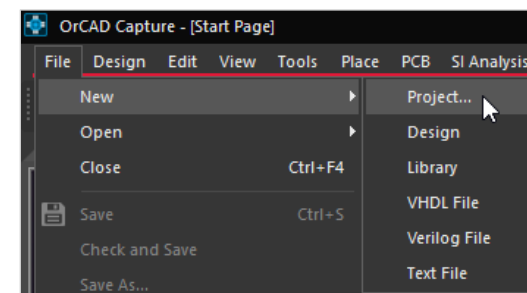 OrCAD Capture - [Start Page]
File Design Edit View Tools Place PCB SI Analysis
New
Project...
Open
Design
Close Ctrl+F4
Library
Save Ctrl+S
VHDL File
Check and Save
Verilog File
Save As...
Text File